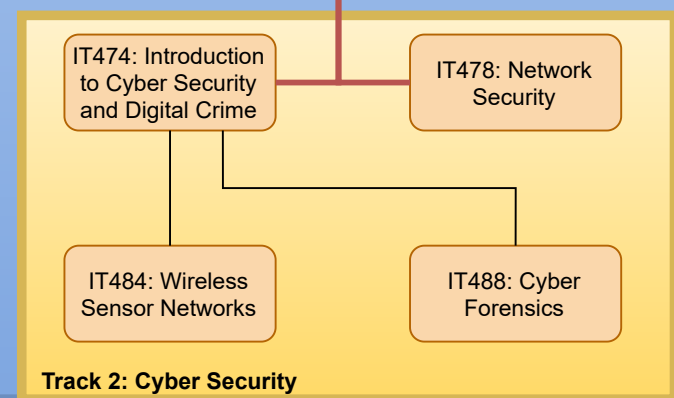 IT474: Introduction
to Cyber Security
and Digital Crime
IT478: Network
Security
IT484: Wireless
Sensor Networks
IT488: Cyber
Forensics
Track 2: Cyber Security